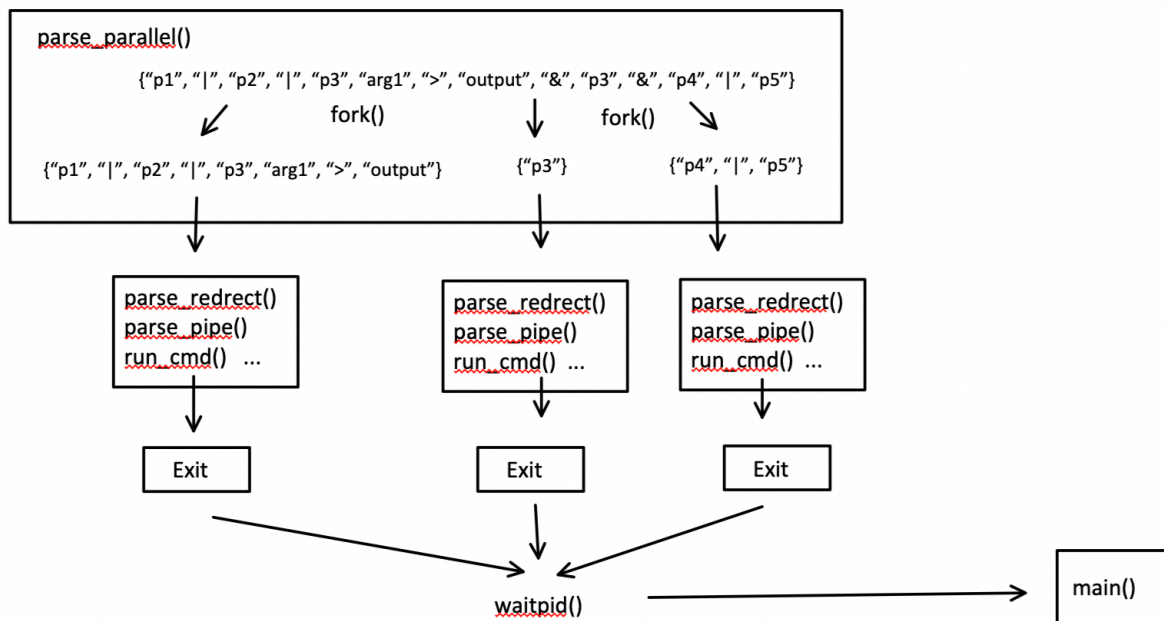 parse_parallel()
{“p1”, “|”, “p2”, “|”, “p3”, “arg1”, “>”, “output”, “&”, “p3”, “&”, “p4”, “|”, “p5”}
fork() fork()
{“p1”, “|”, “p2”, “|”, “p3”, “arg1”, “>”, “output”} {“p3”} {“p4”, “|”, “p5”}
parse_redrect()
parse_pipe()
run_cmd() ...
parse_redrect()
parse_pipe()
run_cmd() ...
parse_redrect()
parse_pipe()
run_cmd() ...
Exit Exit Exit
waitpid()
main()